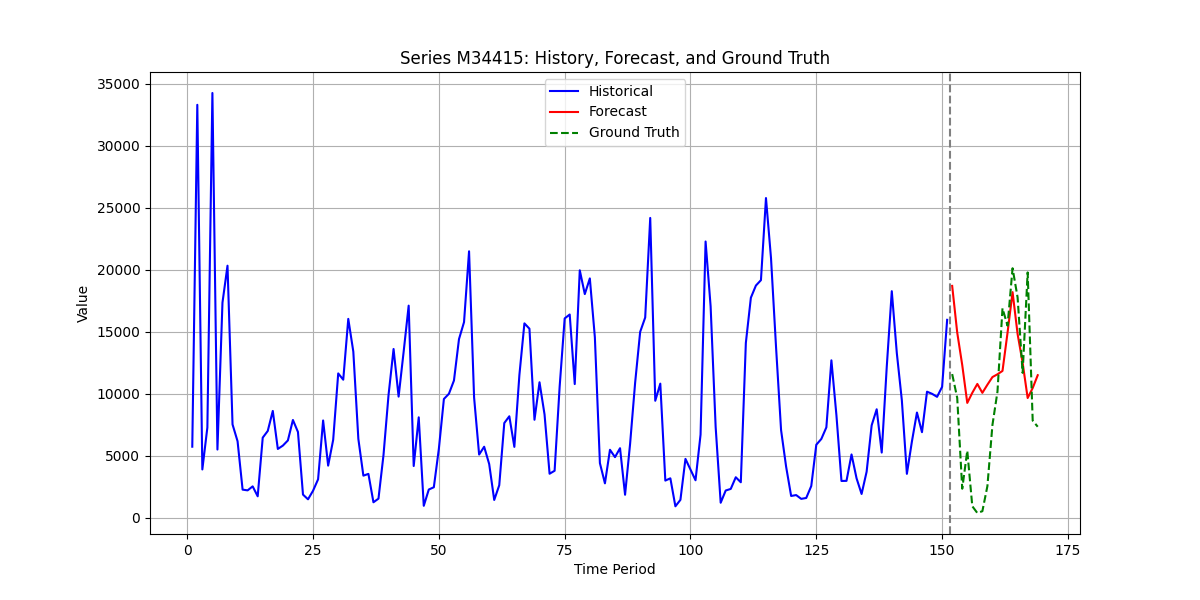 Series M34415: History, Forecast, and Ground Truth
Historical
Forecast
Ground Truth
35000
30000
25000
20000
15000
10000
5000
0
Value
0 25 50 75 100 125 150 175
Time Period